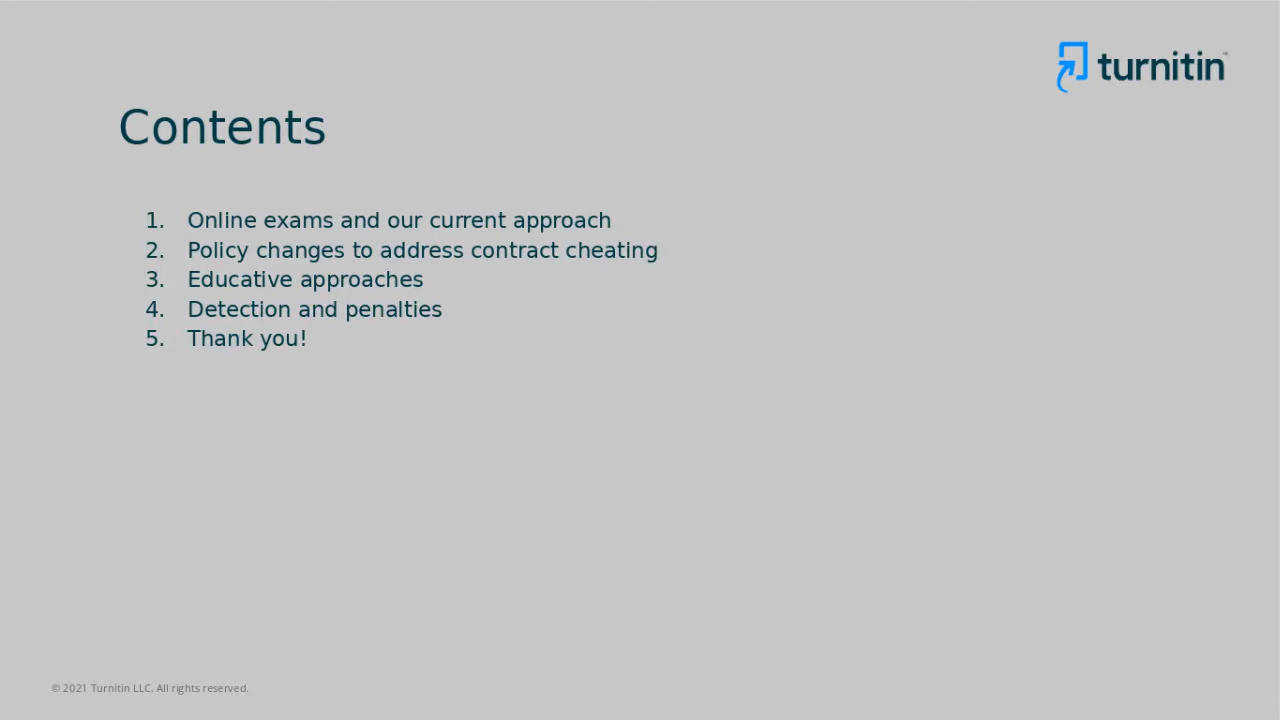 turnitin
Contents
1. Online exams and our current approach
2. Policy changes to address contract cheating
3. Educative approaches
4. Detection and penalties
5. Thank you!
© 2021 Turnitin LLC. All rights reserved.